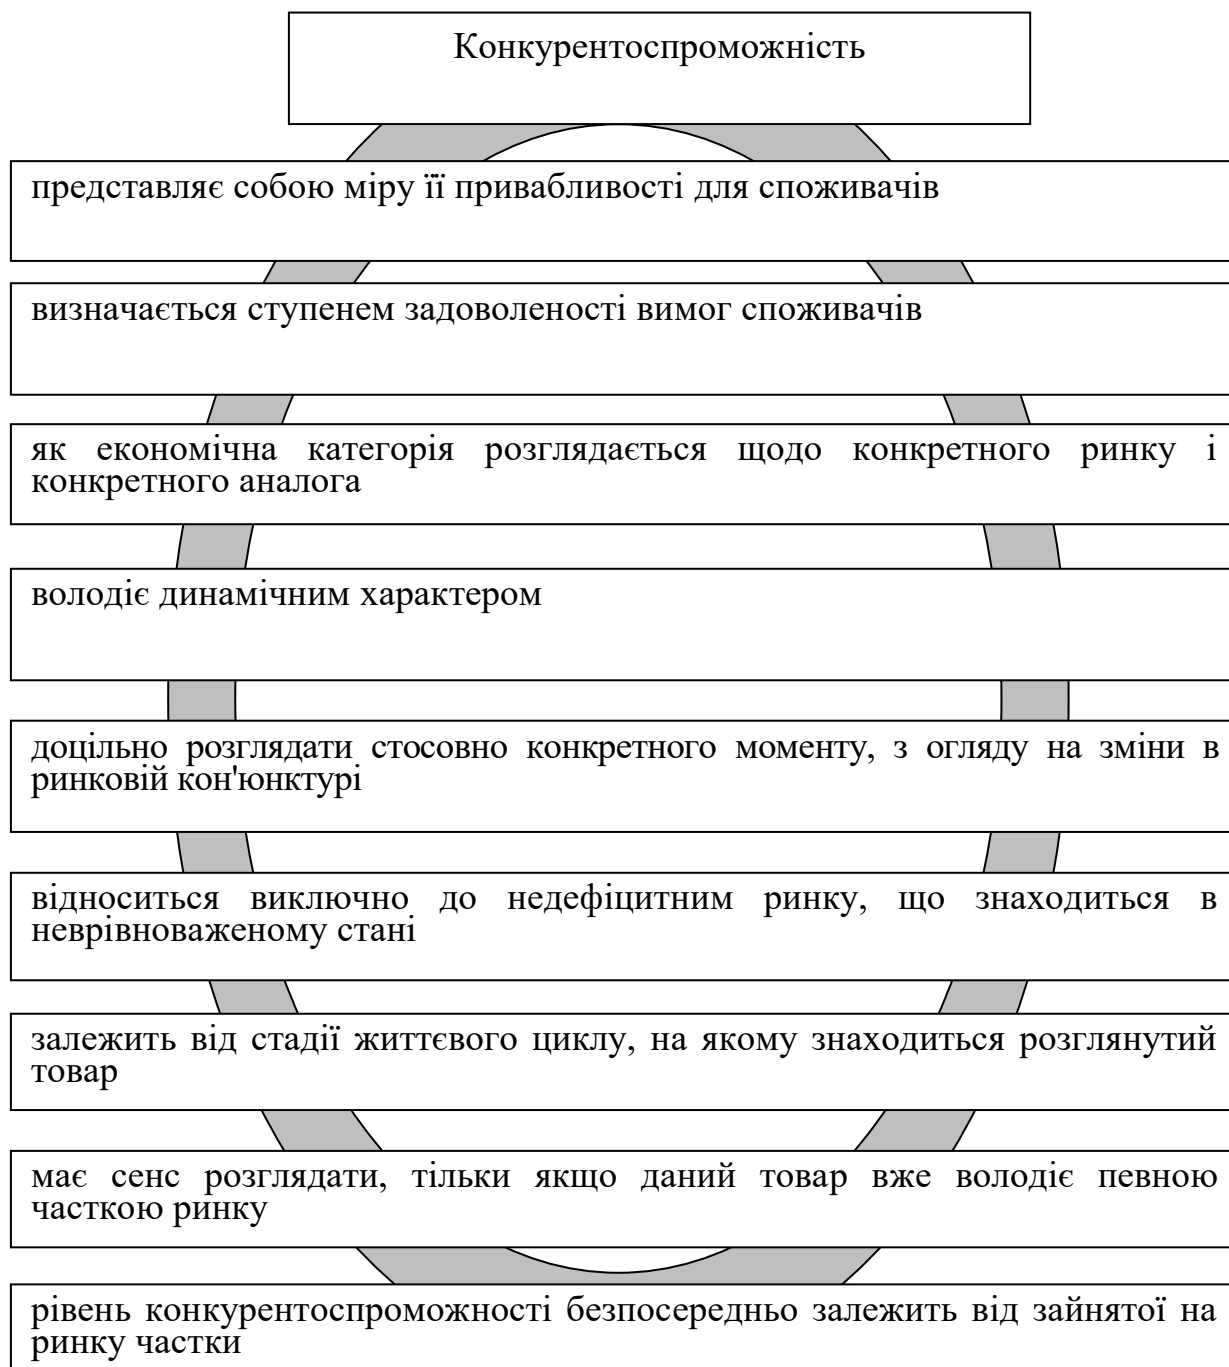 Конкурентоспроможність
представляє собою міру її привабливості для споживачів
визначається ступенем задоволеності вимог споживачів
як економічна категорія розглядається щодо конкретного ринку і
конкретного аналога
володіє динамічним характером
доцільно розглядати стосовно конкретного моменту, з огляду на зміни в
ринковій кон'юнктурі
відноситься виключно до недефіцитним ринку, що знаходиться в
неврівноваженому стані
залежить від стадії життєвого циклу, на якому знаходиться розглянутий
товар
має сенс розглядати, тільки якщо даний товар вже володіє певною
часткою ринку
рівень конкурентоспроможності безпосередньо залежить від зайнятої на
ринку частки